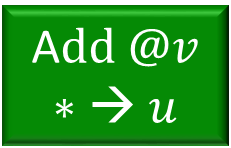 Add @𝑣
* → 𝑢